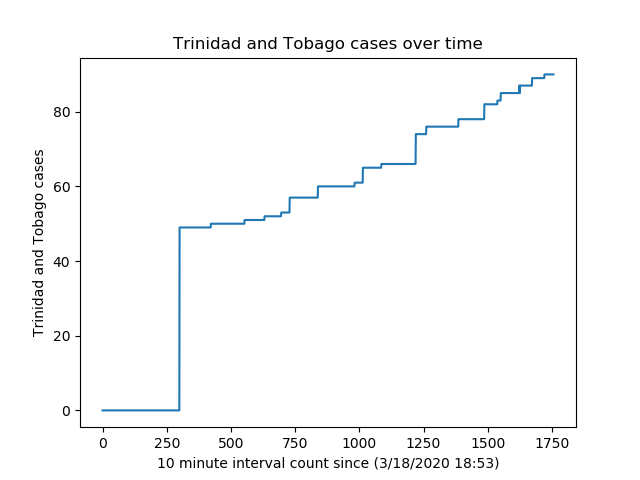 Trinidad and Tobago cases over time
Trinidad and Tobago cases
80
60
40
20
0
0 250 500 750 1000 1250 1500 1750
10 minute interval count since (3/18/2020 18:53)